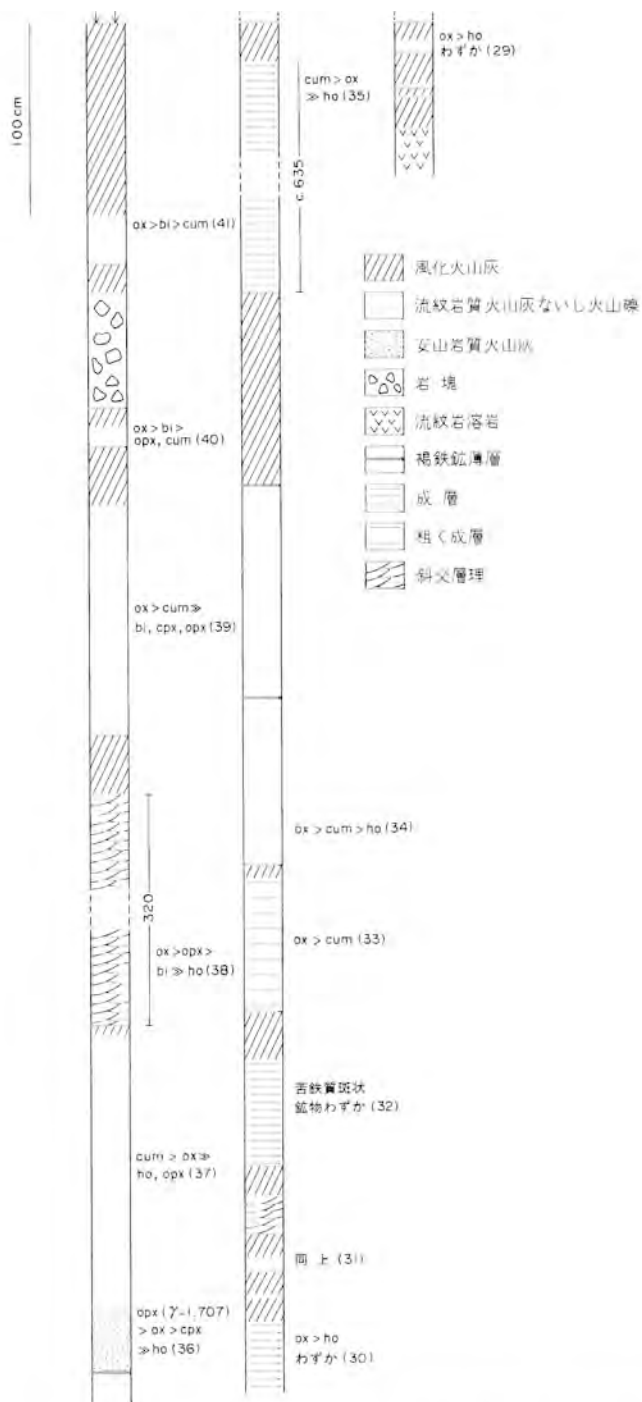 100cm
ox>bi>cum (41)
ox>bi>
opx, cum (40)
ox>cum≫
bi, cpx, opx (39)
320
ox>opx>
bi≫ho (38)
cum>ox≫
ho, opx (37)
opx (γ=1.707)
>ox>cpx
≫ho (36)
cum>ox
≫ho (35)
c.635
ox>cum>ho (34)
ox>cum (33)
苦鉄質斑状
鉱物わずか (32)
同上 (31)
ox>ho
わずか (30)
ox>ho
わずか (29)
風化火山灰
流紋岩質火山灰ないし火山礫
安山岩質火山灰
岩塊
流紋岩溶岩
褐鉄鉱薄層
成層
粗く成層
斜交層理